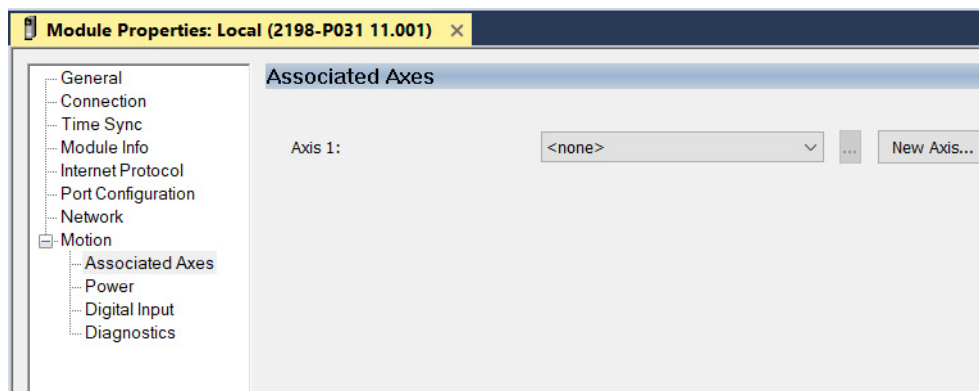 Module Properties: Local (2198-P031 11.001) ×
General
Connection
Time Sync
Module Info
Internet Protocol
Port Configuration
Network
Motion
Associated Axes
Power
Digital Input
Diagnostics
Associated Axes
Axis 1: <none> ... New Axis...